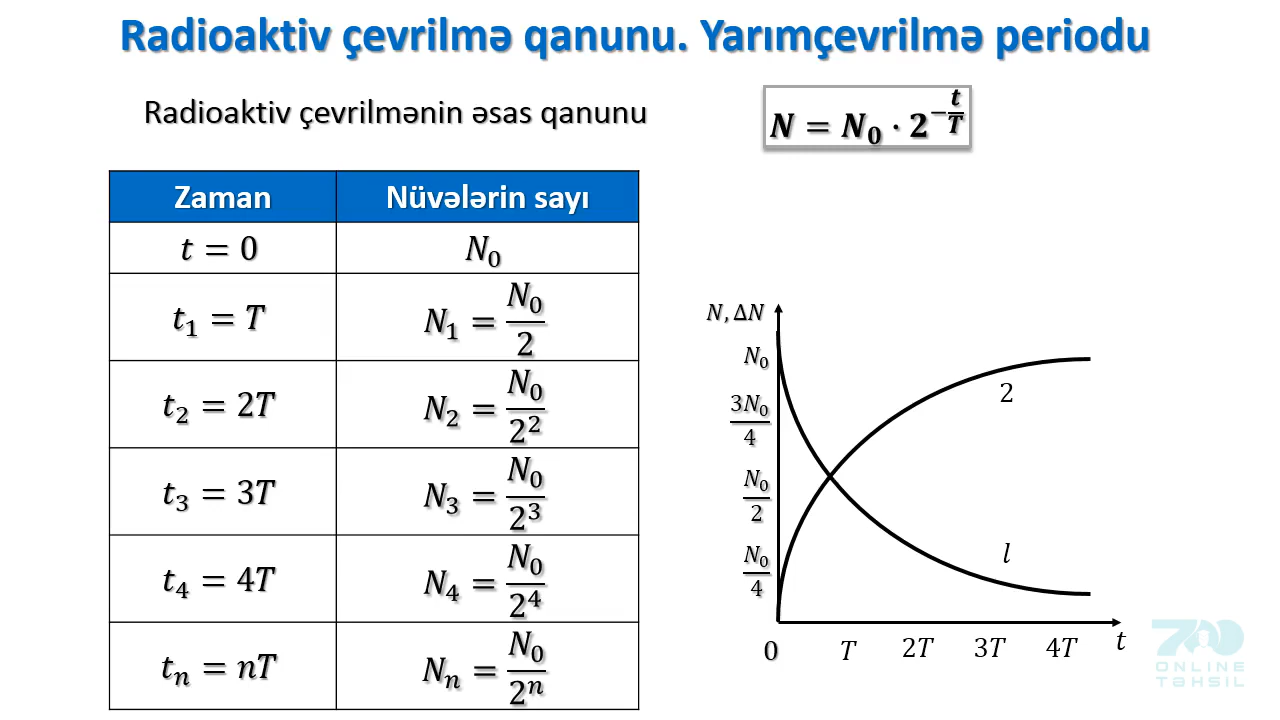 Radioaktiv çevrilmə qanunu. Yarımçevrilmə periodu
Radioaktiv çevrilmənin əsas qanunu
N = N₀ · 2^(−t/T)
Zaman Nüvələrin sayı
t = 0 N₀
t₁ = T N₁ = N₀/2
t₂ = 2T N₂ = N₀/2²
t₃ = 3T N₃ = N₀/2³
t₄ = 4T N₄ = N₀/2⁴
tₙ = nT Nₙ = N₀/2ⁿ
N, ΔN
N₀
3N₀/4
N₀/2
N₀/4
2
l
0 T 2T 3T 4T t
ONLINE
TƏHSİL